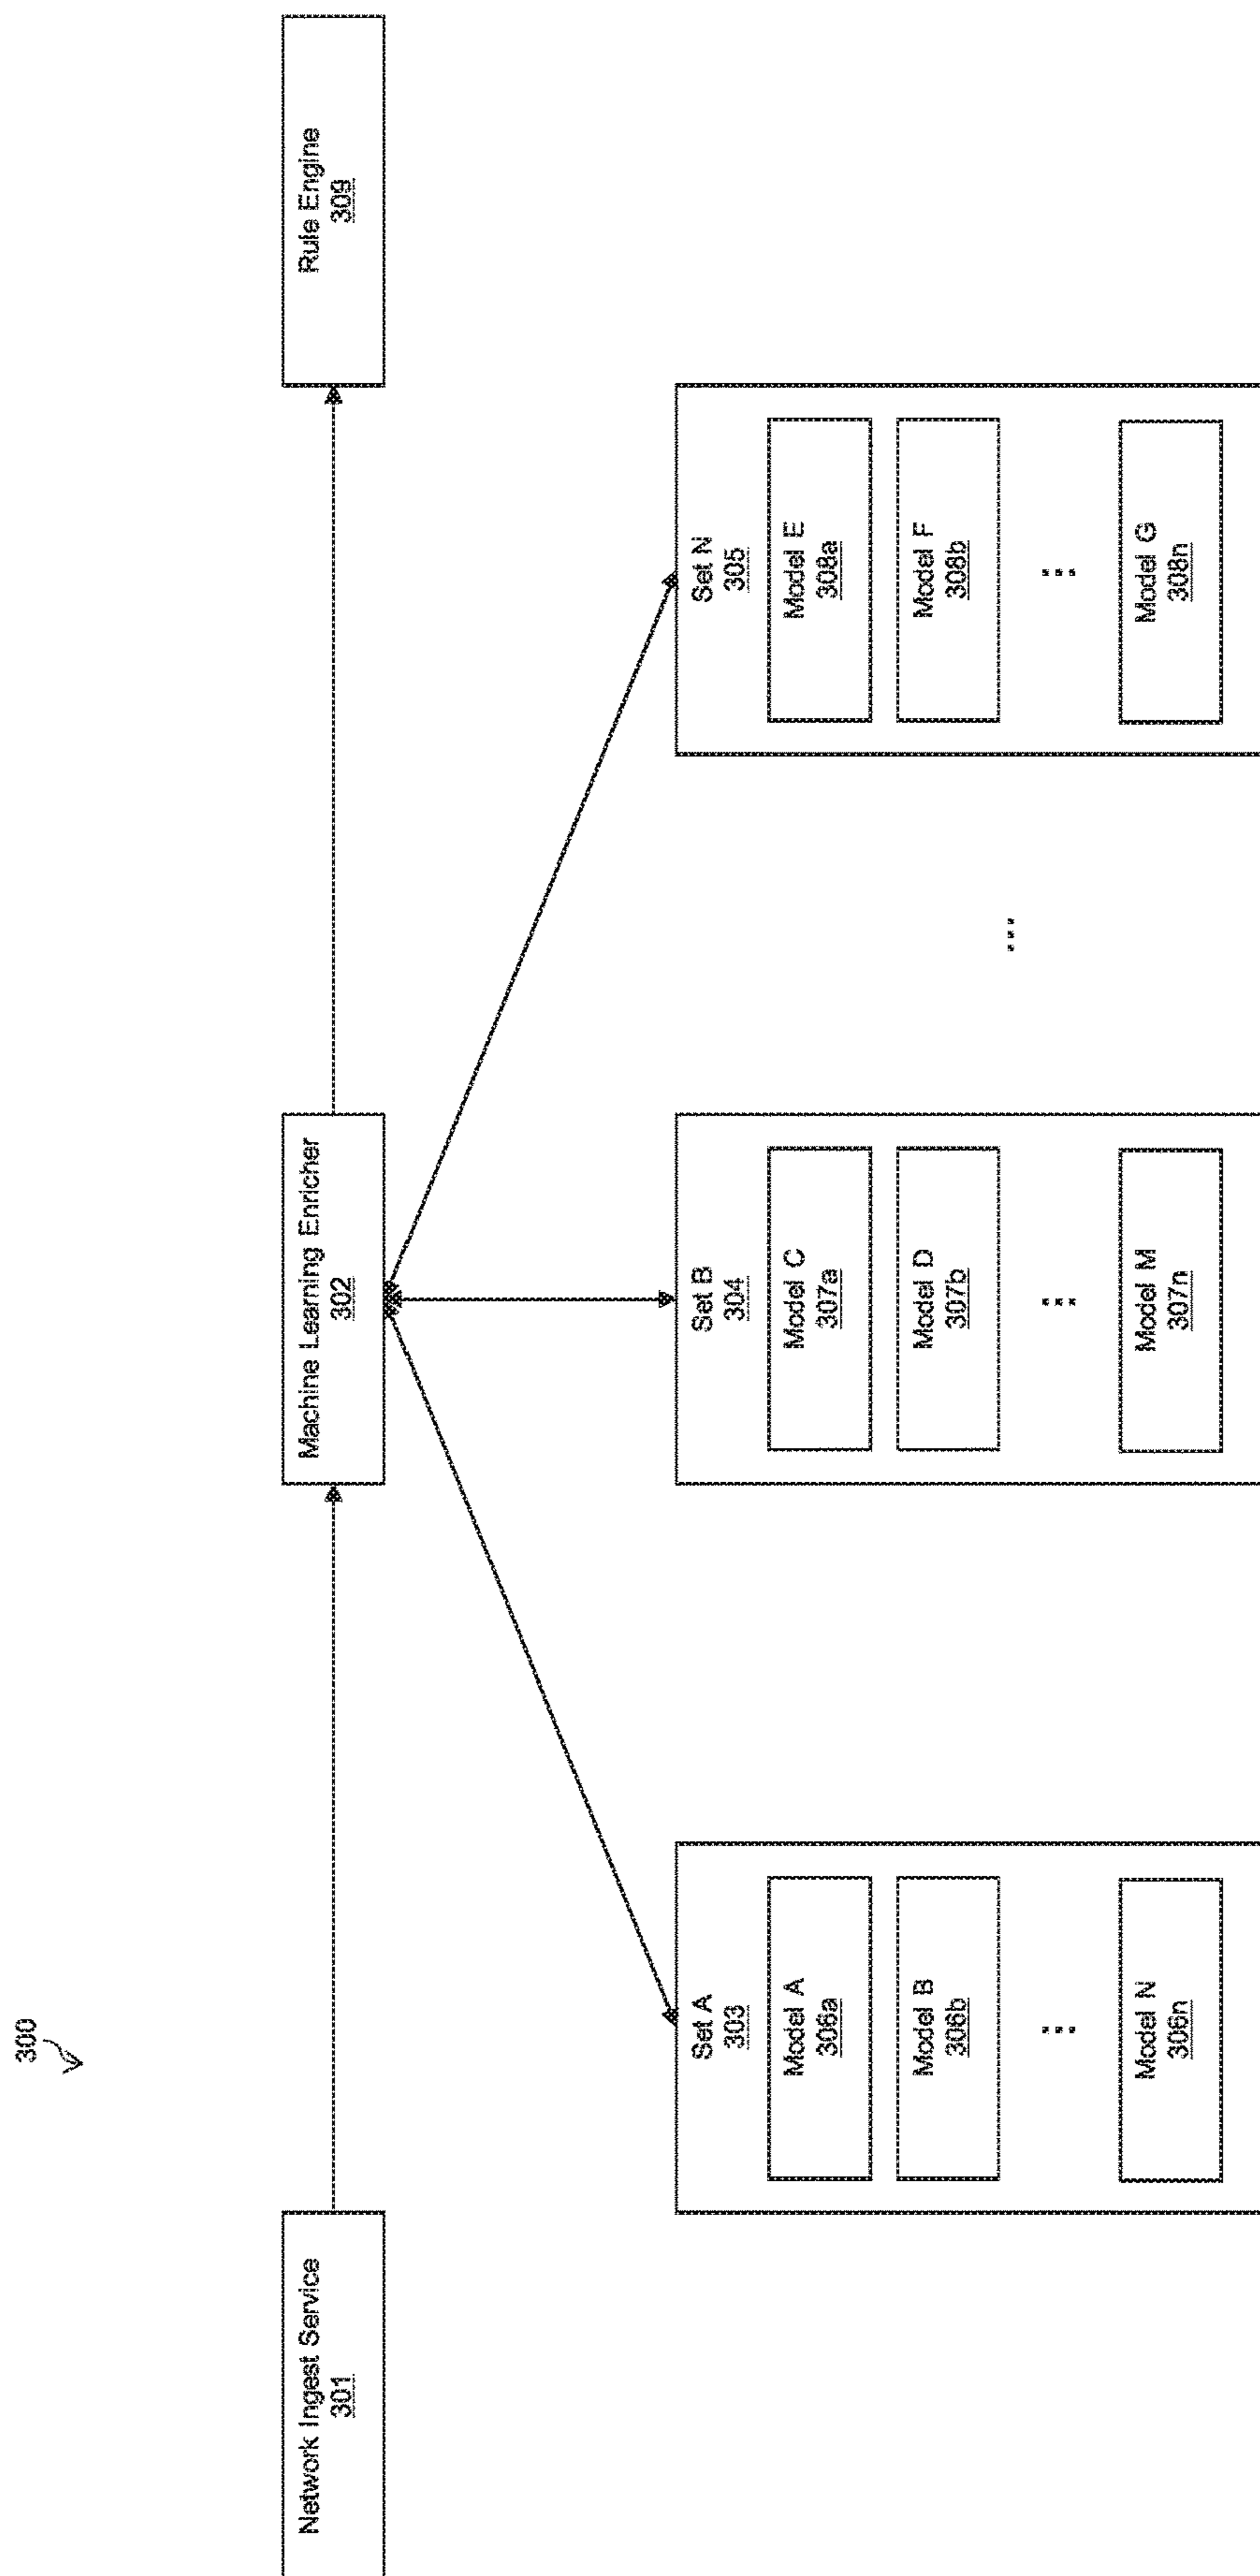 300
Network Ingest Service
301
Machine Learning Enricher
302
Rule Engine
309
Set A
303
Model A
306a
Model B
306b
...
Model N
306n
Set B
304
Model C
307a
Model D
307b
...
Model M
307n
...
Set N
305
Model E
308a
Model F
308b
...
Model G
308n